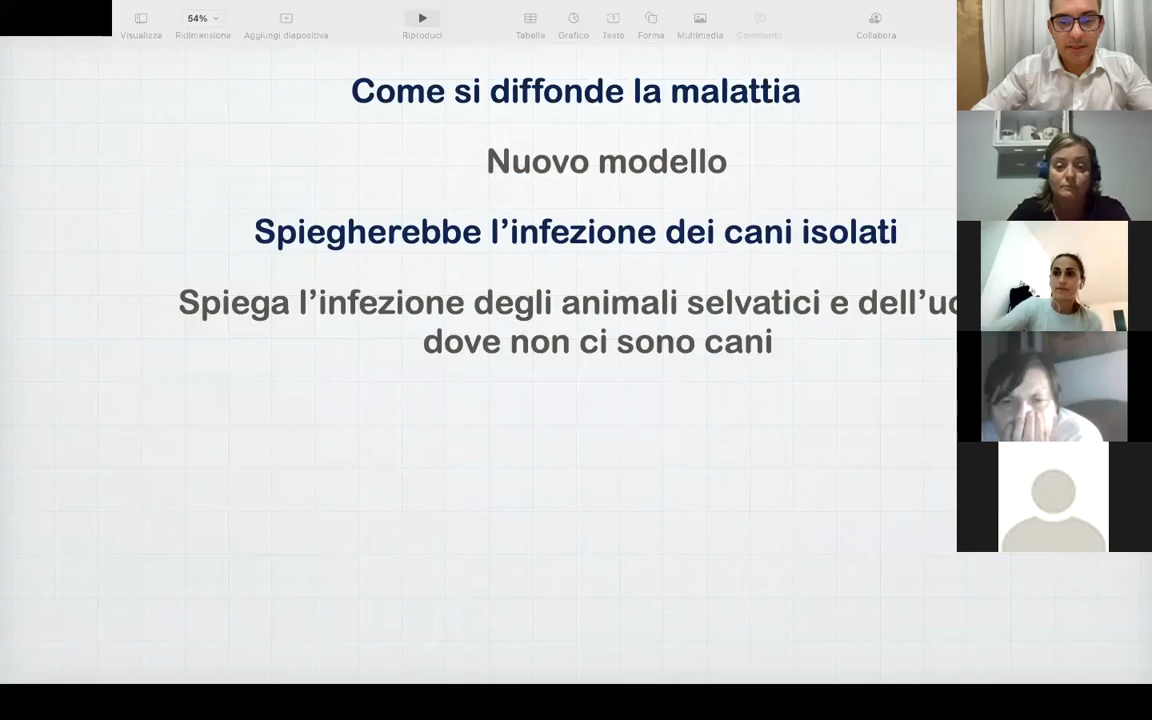 54%
Visualizza Ridimensiona Aggiungi diapositiva Riproduci Tabella Grafico Testo Forma Multimedia Commento Collabora
Come si diffonde la malattia
Nuovo modello
Spiegherebbe l’infezione dei cani isolati
Spiega l’infezione degli animali selvatici e
dove non ci sono cani